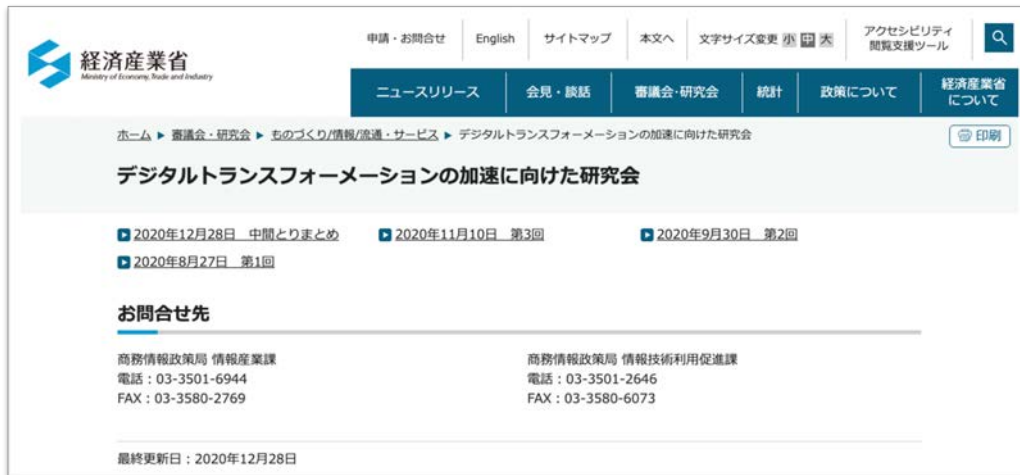 経済産業省
Ministry of Economy, Trade and Industry
申請・お問合せ English サイトマップ 本文へ 文字サイズ変更 小 中 大 アクセシビリティ
閲覧支援ツール
ニュースリリース 会見・談話 審議会・研究会 統計 政策について 経済産業省
について
ホーム ▶ 審議会・研究会 ▶ ものづくり/情報/流通・サービス ▶ デジタルトランスフォーメーションの加速に向けた研究会 印刷
デジタルトランスフォーメーションの加速に向けた研究会
2020年12月28日 中間とりまとめ 2020年11月10日 第3回 2020年9月30日 第2回
2020年8月27日 第1回
お問合せ先
商務情報政策局 情報産業課 商務情報政策局 情報技術利用促進課
電話:03-3501-6944 電話:03-3501-2646
FAX:03-3580-2769 FAX:03-3580-6073
最終更新日:2020年12月28日